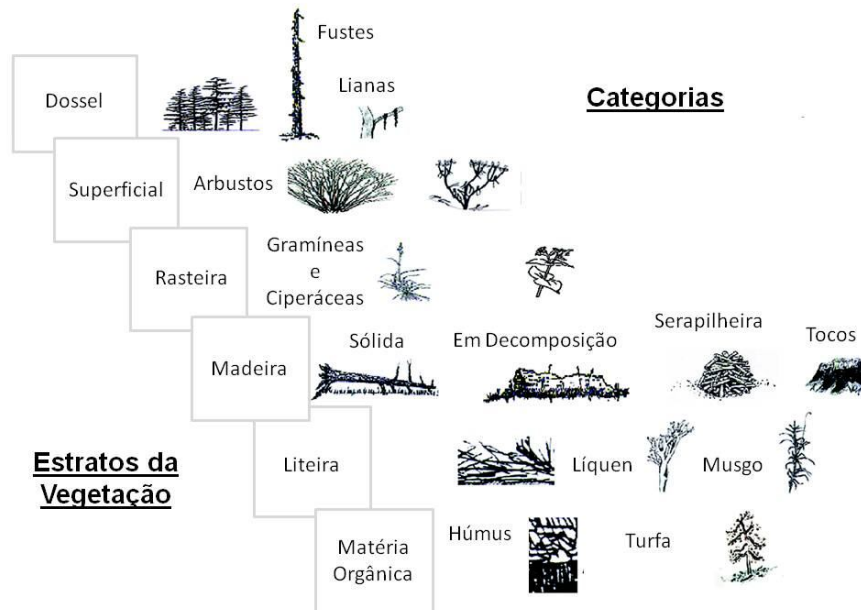 Fustes
Dossel
Lianas
Categorias
Superficial
Arbustos
Gramíneas
e
Ciperáceas
Rasteira
Serapilheira
Sólida
Em Decomposição
Tocos
Madeira
Estratos da
Vegetação
Liteira
Líquen
Musgo
Húmus
Turfa
Matéria
Orgânica